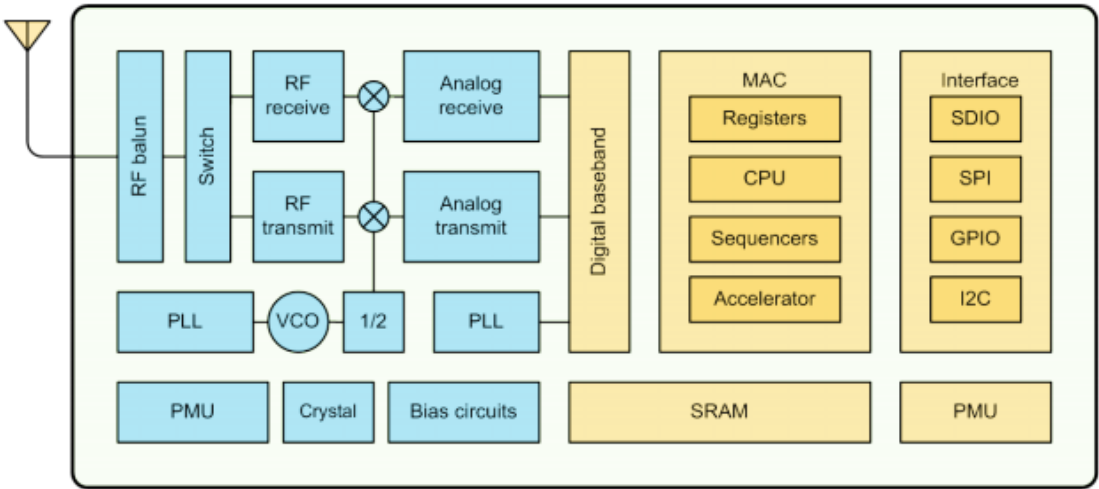 RF balun
Switch
RF
receive
Analog
receive
RF
transmit
Analog
transmit
PLL
VCO
1/2
PLL
Digital baseband
MAC
Registers
CPU
Sequencers
Accelerator
Interface
SDIO
SPI
GPIO
I2C
PMU
Crystal
Bias circuits
SRAM
PMU